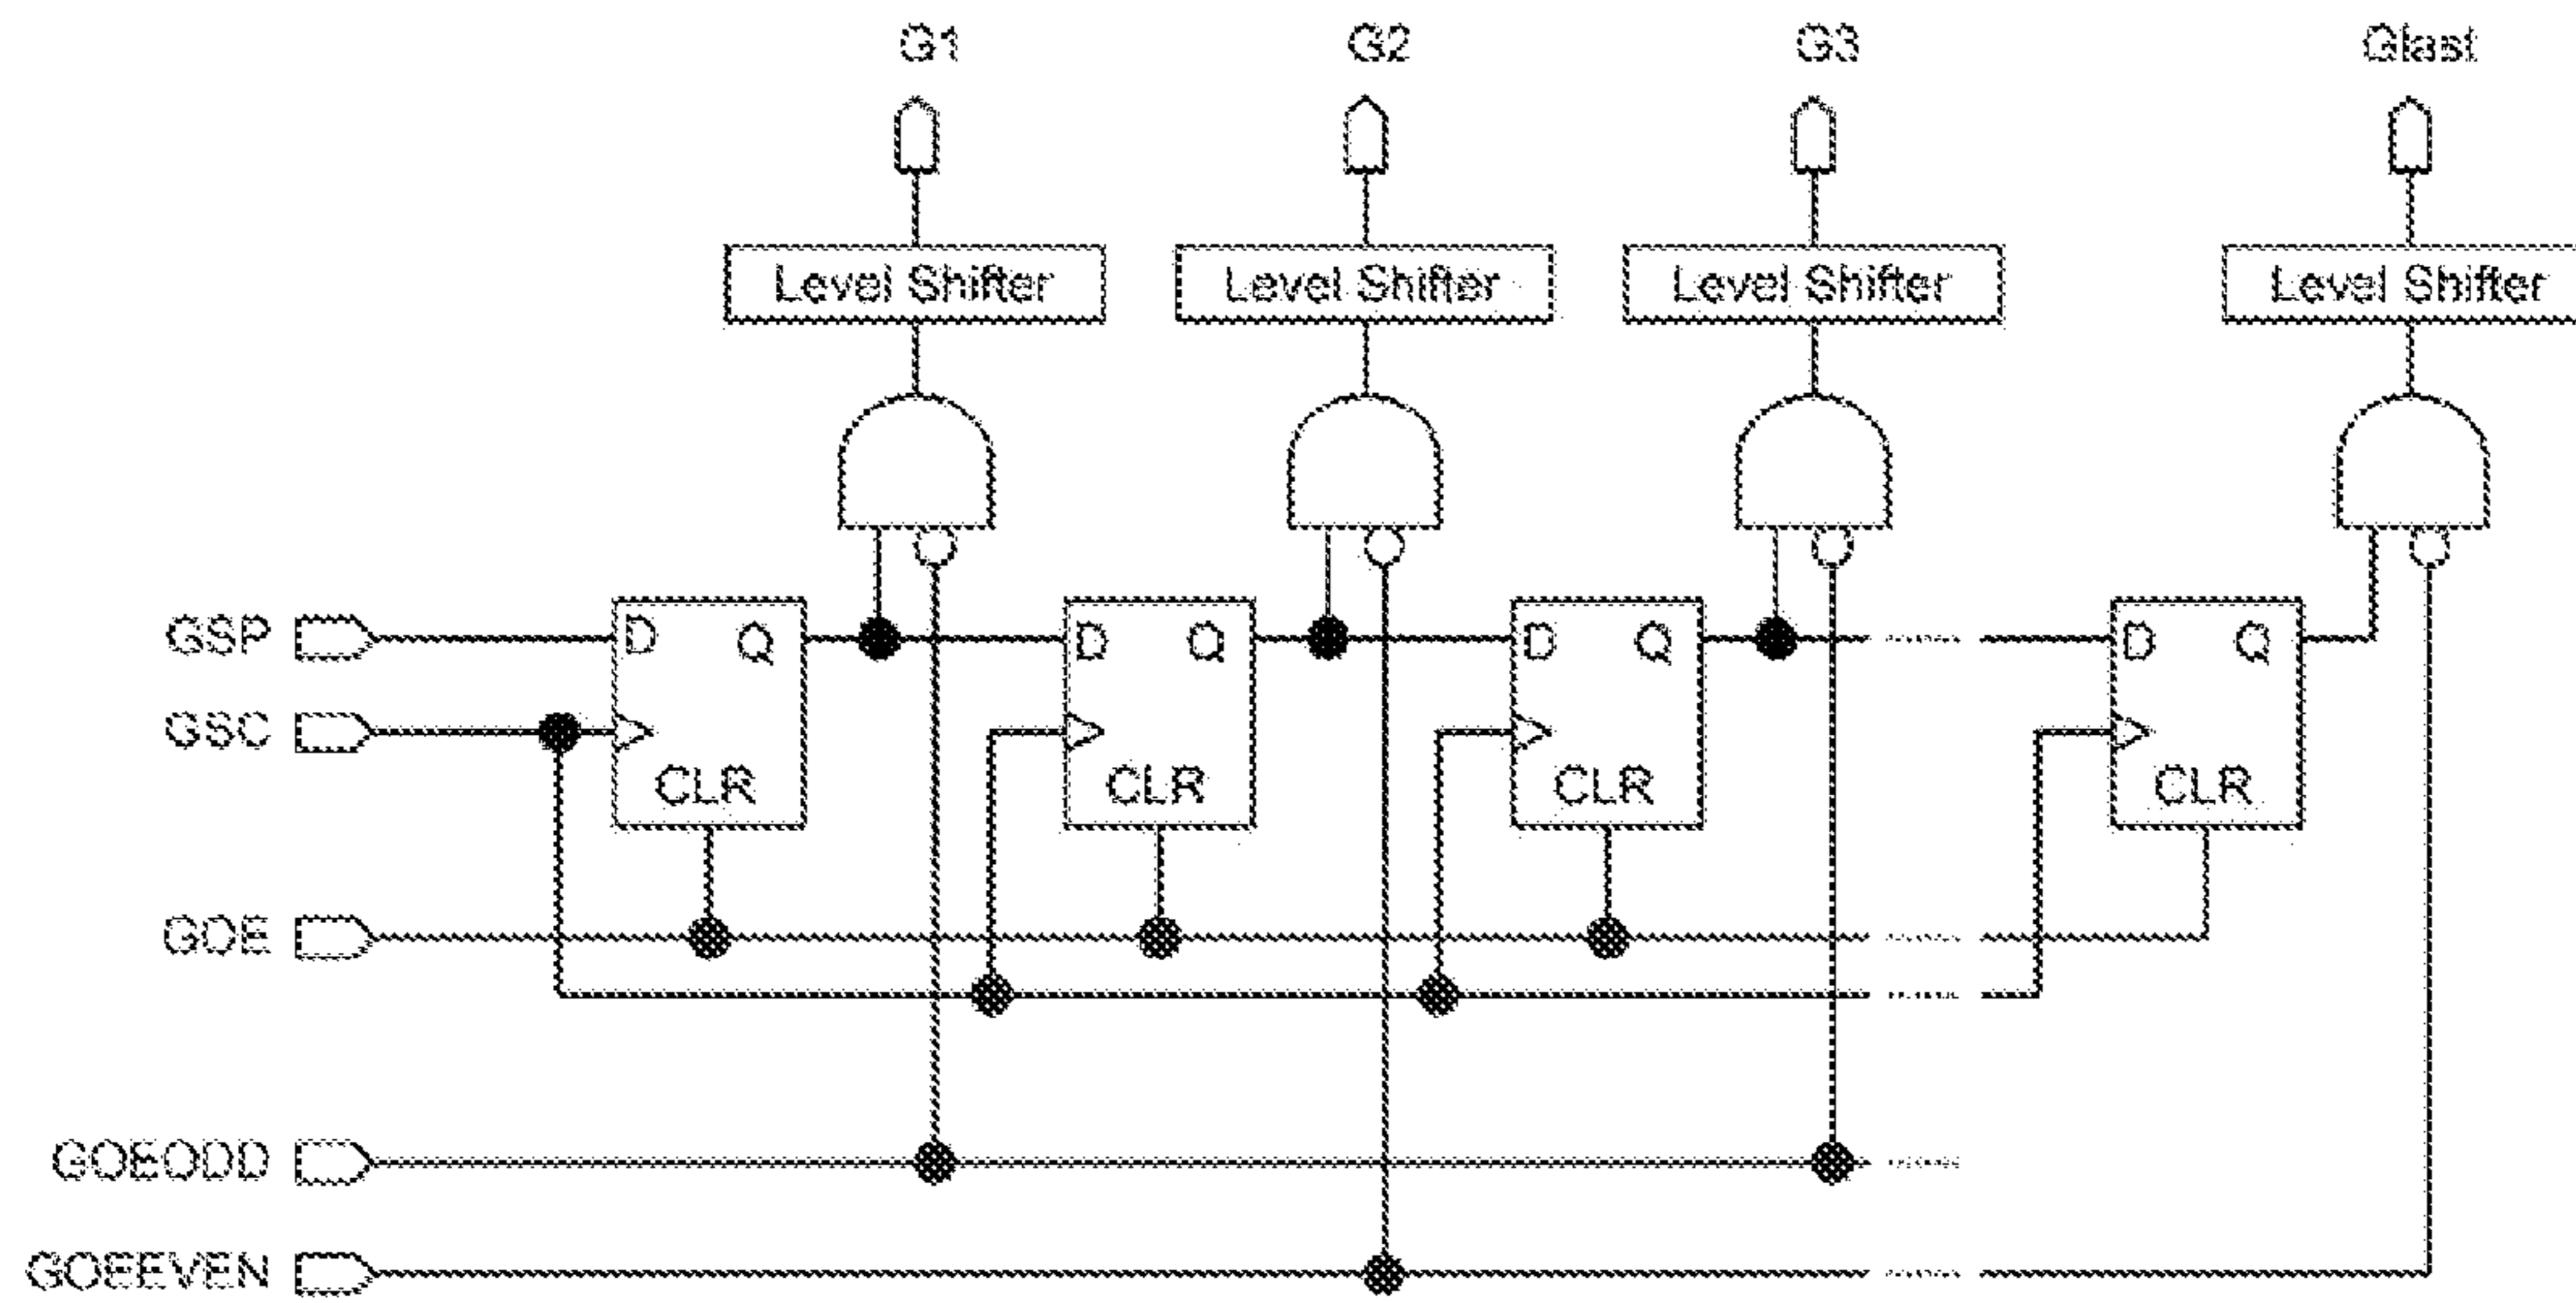 G1 G2 G3 Glast
Level Shifter Level Shifter Level Shifter Level Shifter
GSP D Q D Q D Q D Q
GSC
CLR CLR CLR CLR
GOE
GOEODD
GOEEVEN